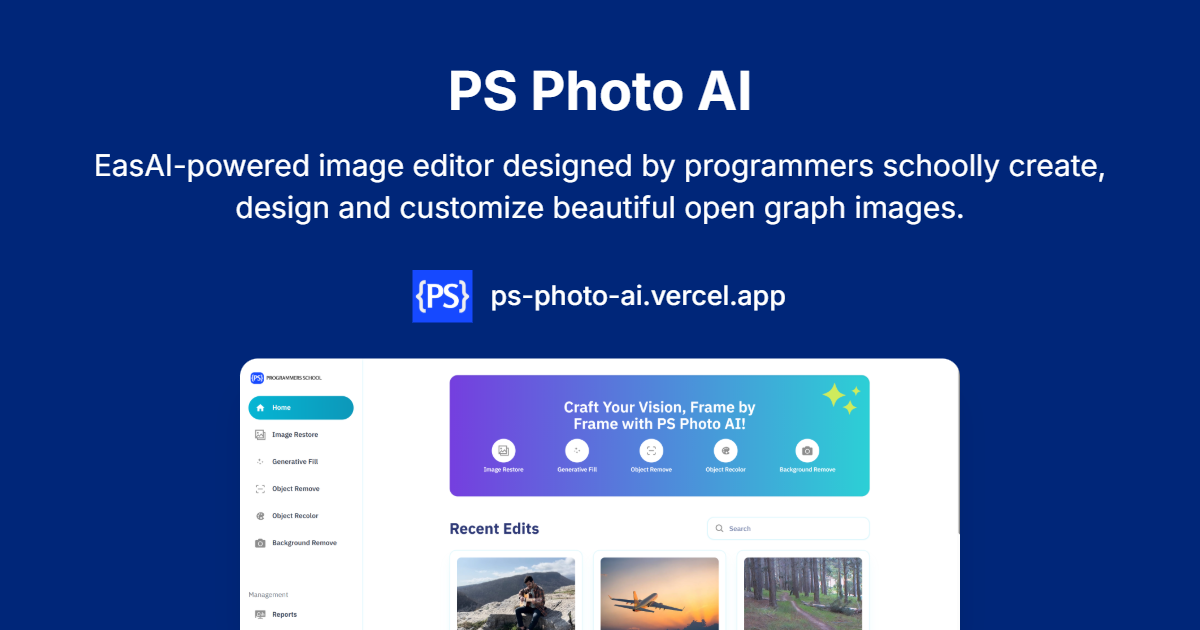 PS Photo AI
EasAI-powered image editor designed by programmers schoolly create,
design and customize beautiful open graph images.
{PS} ps-photo-ai.vercel.app
{PS} PROGRAMMERS SCHOOL
Home
Image Restore
Generative Fill
Object Remove
Object Recolor
Background Remove
Management
Reports
Craft Your Vision, Frame by
Frame with PS Photo AI!
Image Restore Generative Fill Object Remove Object Recolor Background Remove
Recent Edits
Search